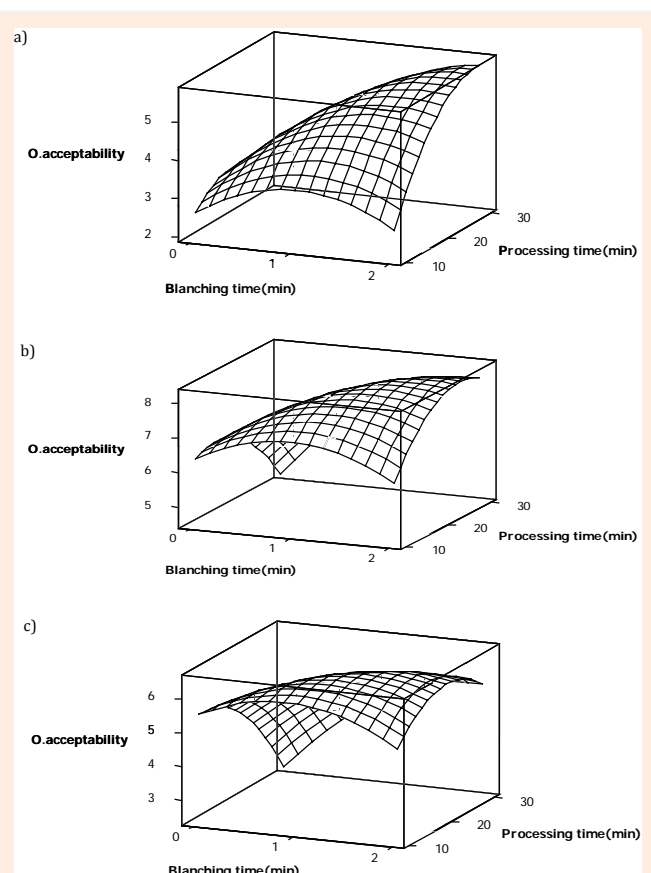 a)
5
O.acceptability
4
3
2
0
1
2
10
20
30
Processing time(min)
Blanching time(min)
b)
8
7
O.acceptability
6
5
0
1
2
10
20
30
Processing time(min)
Blanching time(min)
c)
6
5
O.acceptability
4
3
0
1
2
10
20
30
Processing time(min)
Blanching time(min)